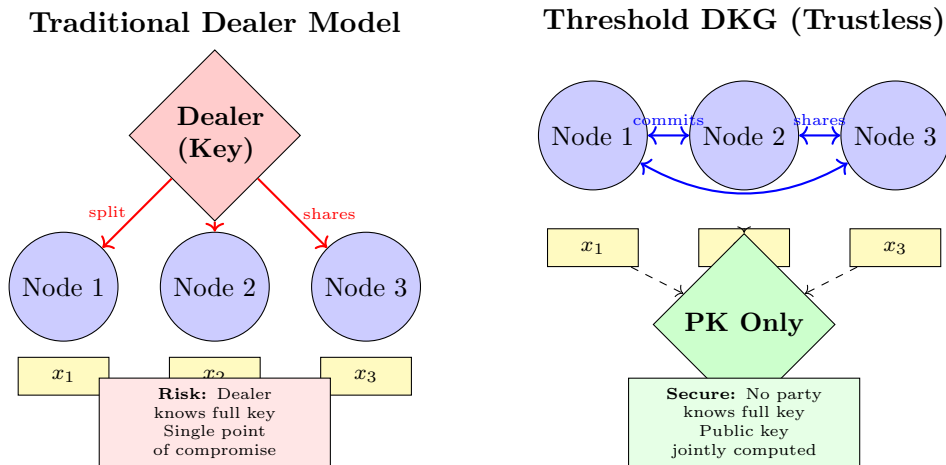 Traditional Dealer Model
Dealer
(Key)
split
shares
Node 1
Node 2
Node 3
x₁
x₂
x₃
Risk: Dealer
knows full key
Single point
of compromise
Threshold DKG (Trustless)
Node 1
commits
Node 2
shares
Node 3
x₁
x₃
PK Only
Secure: No party
knows full key
Public key
jointly computed